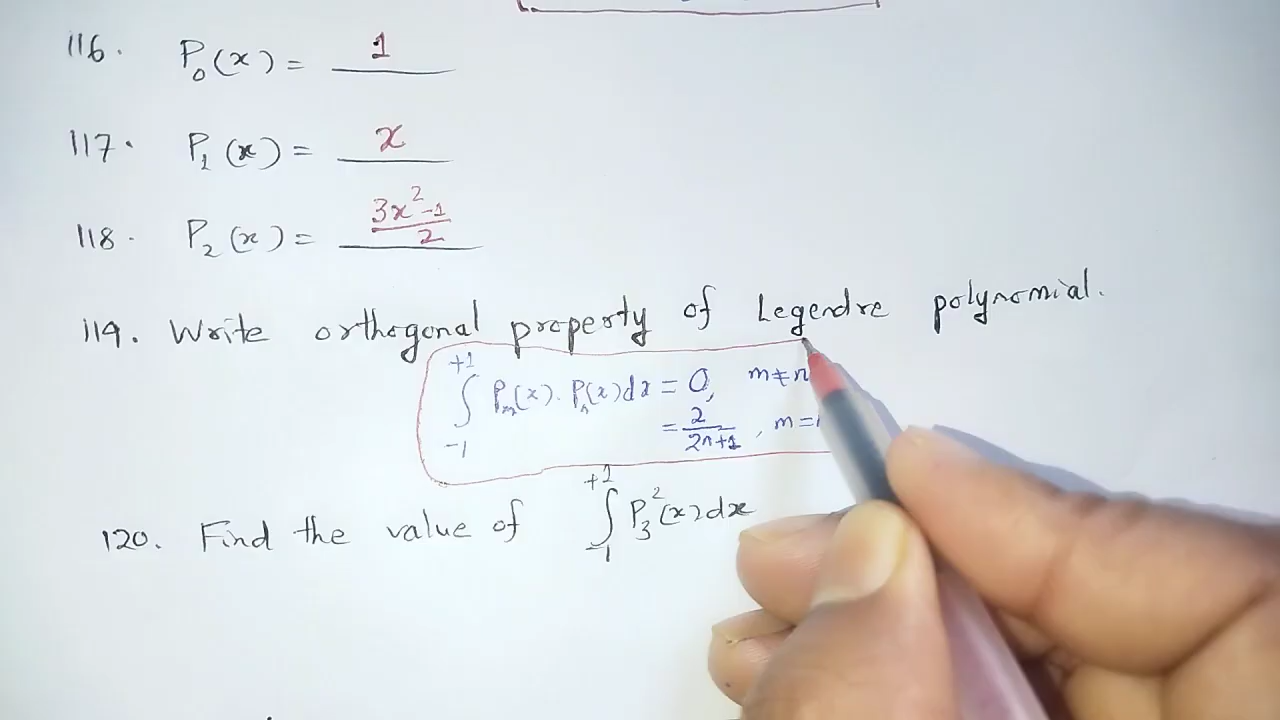 116. P₀(x) = 1
117. P₁(x) = x
118. P₂(x) = (3x²-1)/2
119. Write orthogonal property of Legendre polynomial.
∫₋₁⁺¹ Pₘ(x). Pₙ(x)dx = 0, m≠n
= 2/(2n+1), m=
120. Find the value of ∫₋₁⁺¹ P₃²(x)dx